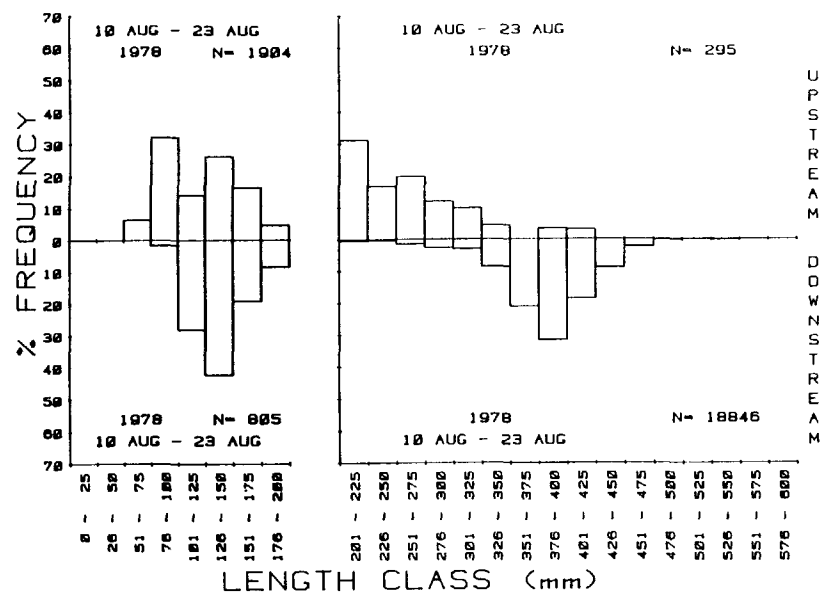 10 AUG - 23 AUG
1978 N= 1904
10 AUG - 23 AUG
1978 N= 295
70
60
50
40
30
20
10
0
10
20
30
40
50
60
70
% FREQUENCY
UPSTREAM
DOWNSTREAM
1978 N= 805
10 AUG - 23 AUG
1978 N= 18846
10 AUG - 23 AUG
0 - 25
26 - 50
51 - 75
76 - 100
101 - 125
126 - 150
151 - 175
176 - 200
201 - 225
226 - 250
251 - 275
276 - 300
301 - 325
326 - 350
351 - 375
376 - 400
401 - 425
426 - 450
451 - 475
476 - 500
501 - 525
526 - 550
551 - 575
576 - 600
LENGTH CLASS (mm)